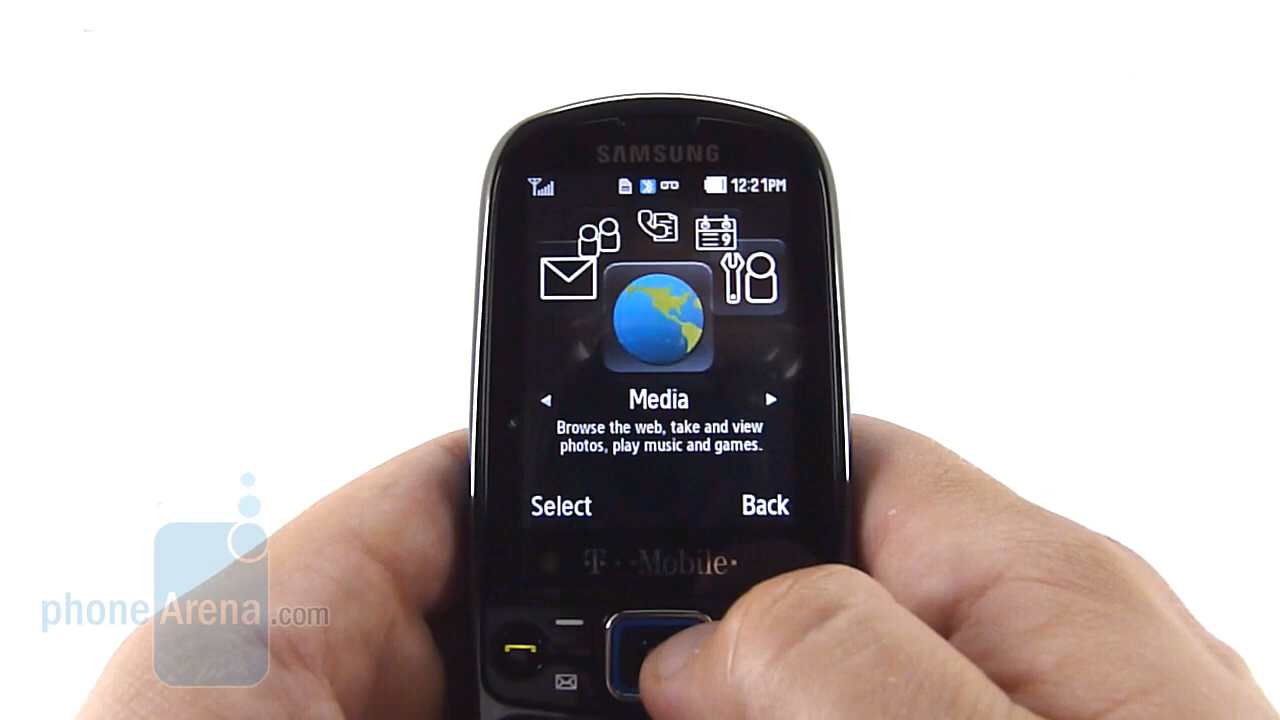 SAMSUNG
12:21PM
9
Media
Browse the web, take and view
photos, play music and games.
Select
Back
T··Mobile·
phoneArena.com